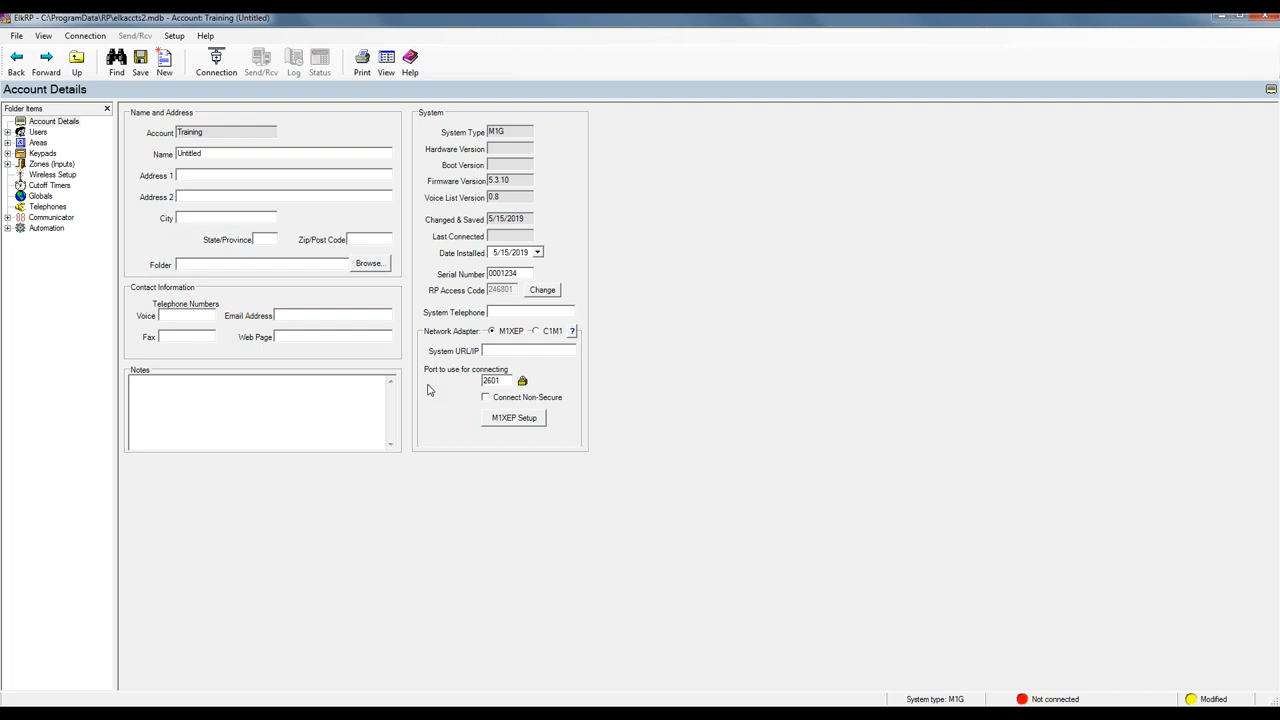 ElkRP - C:\ProgramData\RP\elkaccts2.mdb - Account: Training (Untitled)
File View Connection Send/Rcv Setup Help
Back Forward Up Find Save New Connection Send/Rcv Log Status Print View Help
Account Details
Folder Items
Account Details
Users
Areas
Keypads
Zones (Inputs)
Wireless Setup
Cutoff Timers
Globals
Telephones
Communicator
Automation
Name and Address
Account Training
Name Untitled
Address 1
Address 2
City
State/Province Zip/Post Code
Folder Browse...
Contact Information
Telephone Numbers
Voice Email Address
Fax Web Page
Notes
System
System Type M1G
Hardware Version
Boot Version
Firmware Version 5.3.10
Voice List Version 0.8
Changed & Saved 5/15/2019
Last Connected
Date Installed 5/15/2019
Serial Number 0001234
RP Access Code 246801 Change
System Telephone
Network Adapter: M1XEP C1M1 ?
System URL/IP
Port to use for connecting
2601
Connect Non-Secure
M1XEP Setup
System type: M1G Not connected Modified